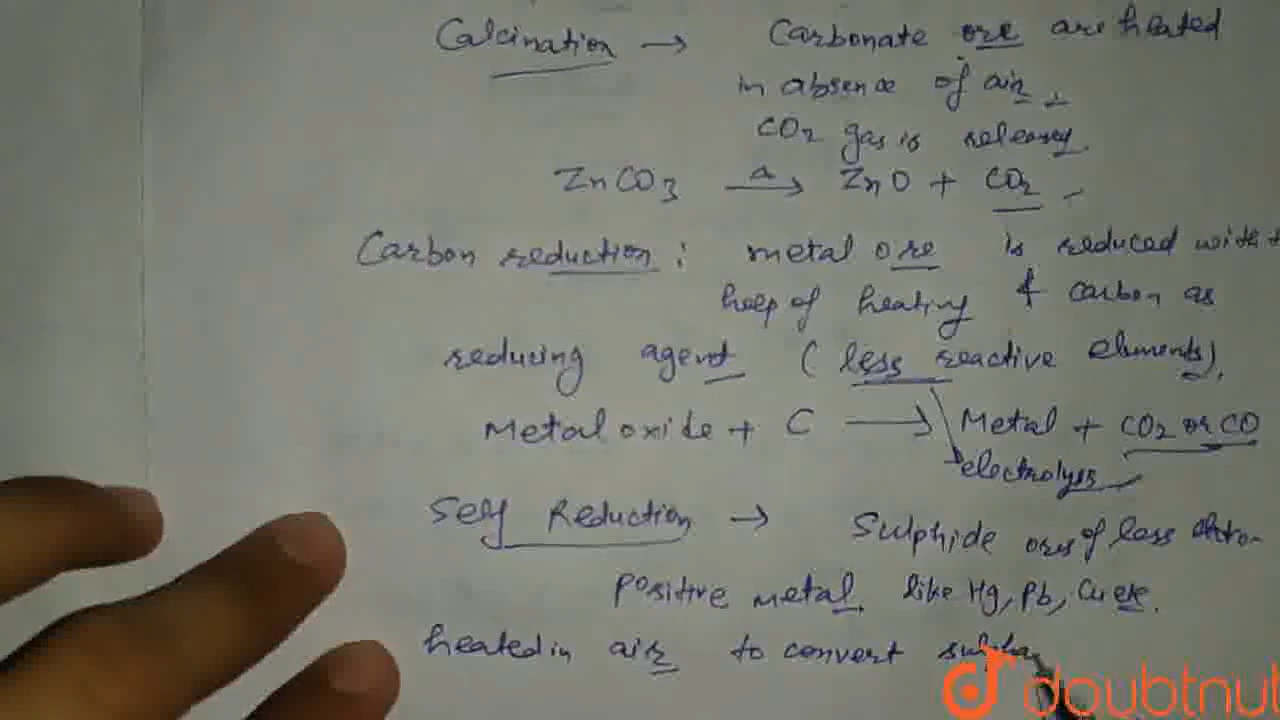 Calcination → Carbonate ore are heated
in absence of air.
CO2 gas is
ZnCO3 Δ→ ZnO + CO2
Carbon reduction : metal ore is reduced with
help of heating & carbon as
reducing agent (less reactive elements).
Metal oxide + C → Metal + CO2 or CO
electrolysis
Self Reduction → Sulphide ores of less electro-
positive metal. like Hg, Pb, Cu etc.
heated in air to convert
doubtnut